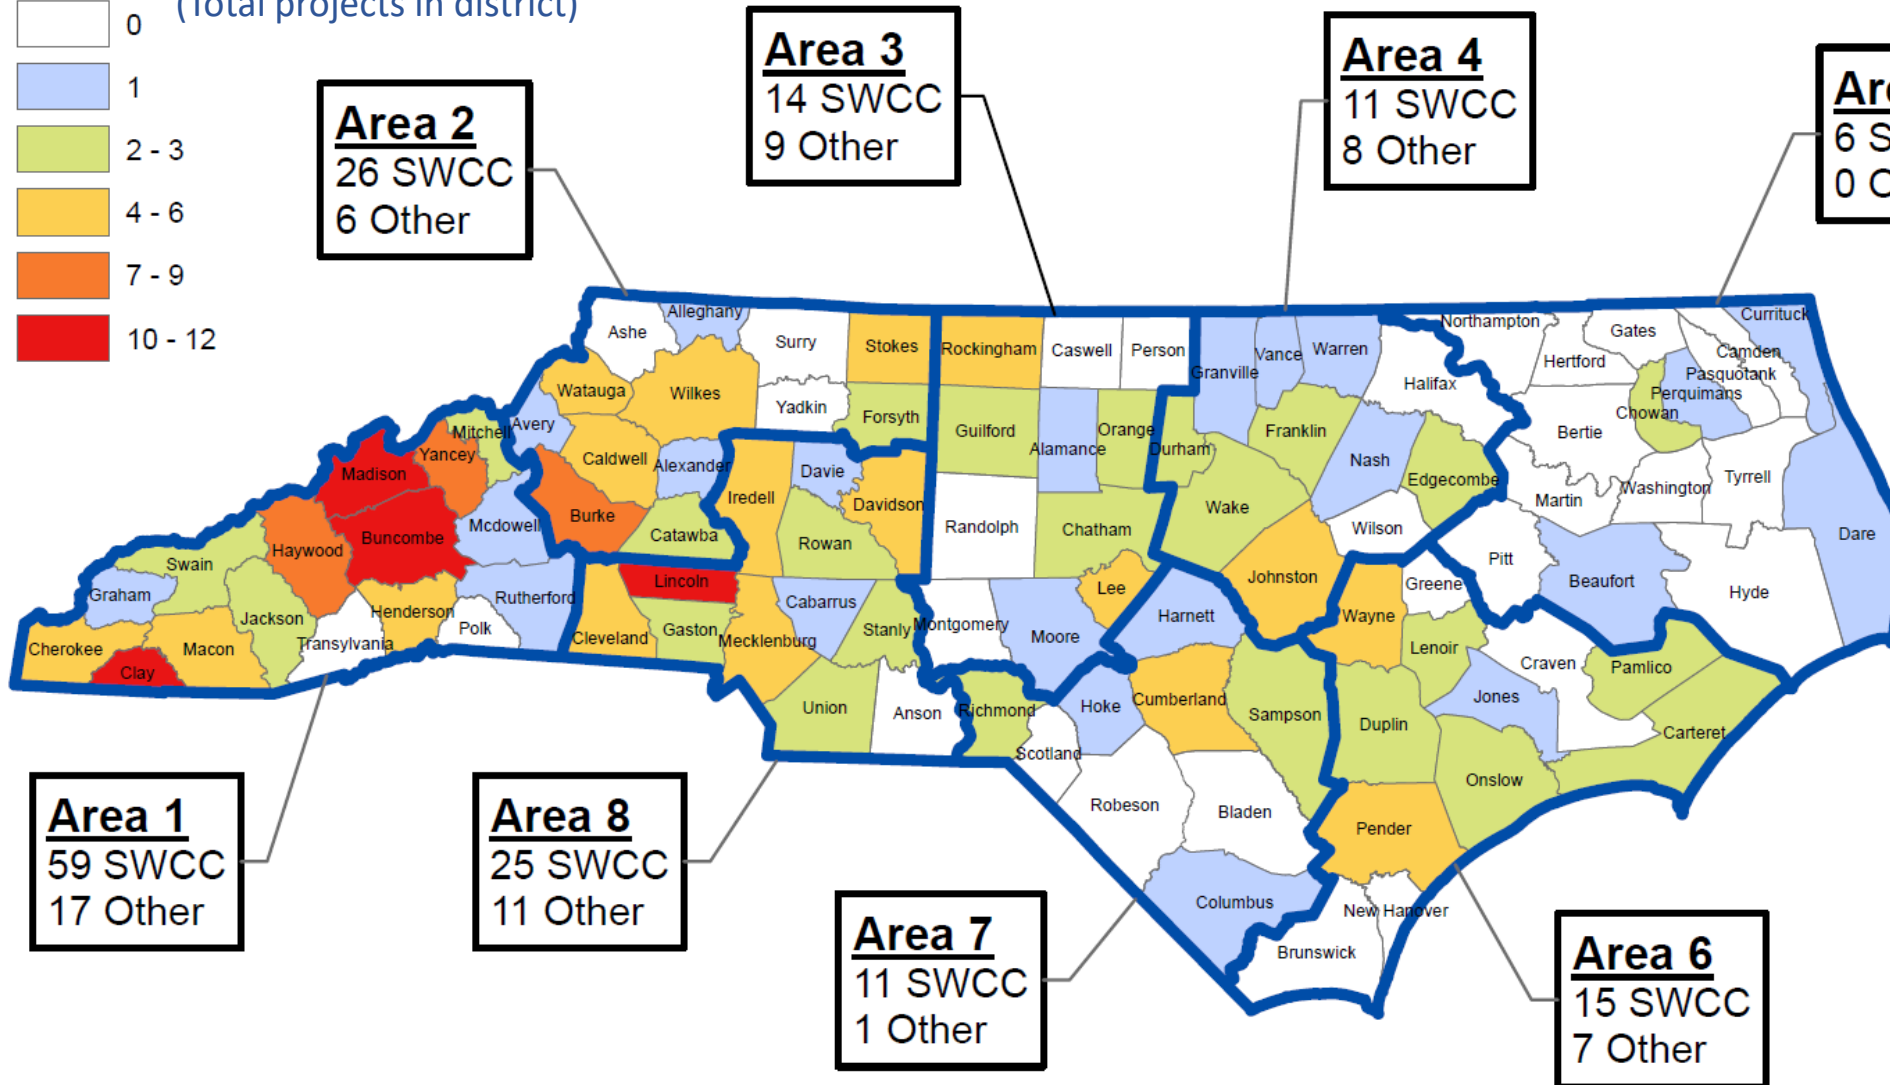 (Total projects in district)
0
1
2 - 3
4 - 6
7 - 9
10 - 12
Area 2
26 SWCC
6 Other
Area 3
14 SWCC
9 Other
Area 4
11 SWCC
8 Other
Are
6 S
0 O
Alleghany
Ashe
Surry
Stokes
Rockingham
Caswell
Person
Granville
Vance
Warren
Northampton
Halifax
Hertford
Gates
Currituck
Camden
Pasquotank
Perquimans
Chowan
Bertie
Watauga
Wilkes
Yadkin
Forsyth
Guilford
Alamance
Orange
Durham
Franklin
Nash
Edgecombe
Martin
Washington
Tyrrell
Dare
Mitchell
Avery
Yancey
Madison
Caldwell
Alexander
Iredell
Davie
Davidson
Randolph
Chatham
Wake
Wilson
Pitt
Beaufort
Hyde
Buncombe
Mcdowell
Burke
Catawba
Rowan
Haywood
Swain
Graham
Jackson
Henderson
Transylvania
Polk
Rutherford
Cherokee
Macon
Clay
Cleveland
Lincoln
Gaston
Mecklenburg
Cabarrus
Stanly
Montgomery
Moore
Lee
Harnett
Johnston
Wayne
Greene
Lenoir
Craven
Jones
Pamlico
Carteret
Union
Anson
Richmond
Scotland
Hoke
Cumberland
Sampson
Duplin
Onslow
Robeson
Bladen
Pender
Columbus
New Hanover
Brunswick
Area 1
59 SWCC
17 Other
Area 8
25 SWCC
11 Other
Area 7
11 SWCC
1 Other
Area 6
15 SWCC
7 Other